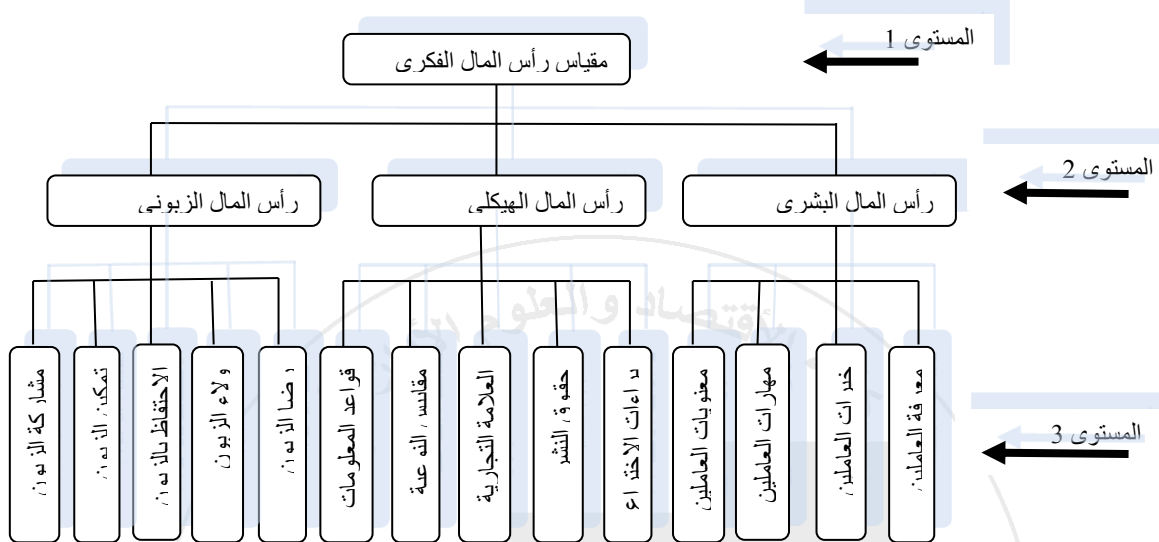 المستوى 1
مقياس رأس المال الفكري
المستوى 2
رأس المال البشري
رأس المال الهيكلي
رأس المال الزبوني
المستوى 3
معرفة العاملين
خبرات العاملين
مهارات العاملين
معنويات العاملين
براءات الاختراع
حقوق النشر
العلامة التجارية
مقاييس النوعية
قواعد المعلومات
رضا الزبون
ولاء الزبون
الاحتفاظ بالزبون
تمكين الزبون
مشاركة الزبون
الأقتصاد والعلوم